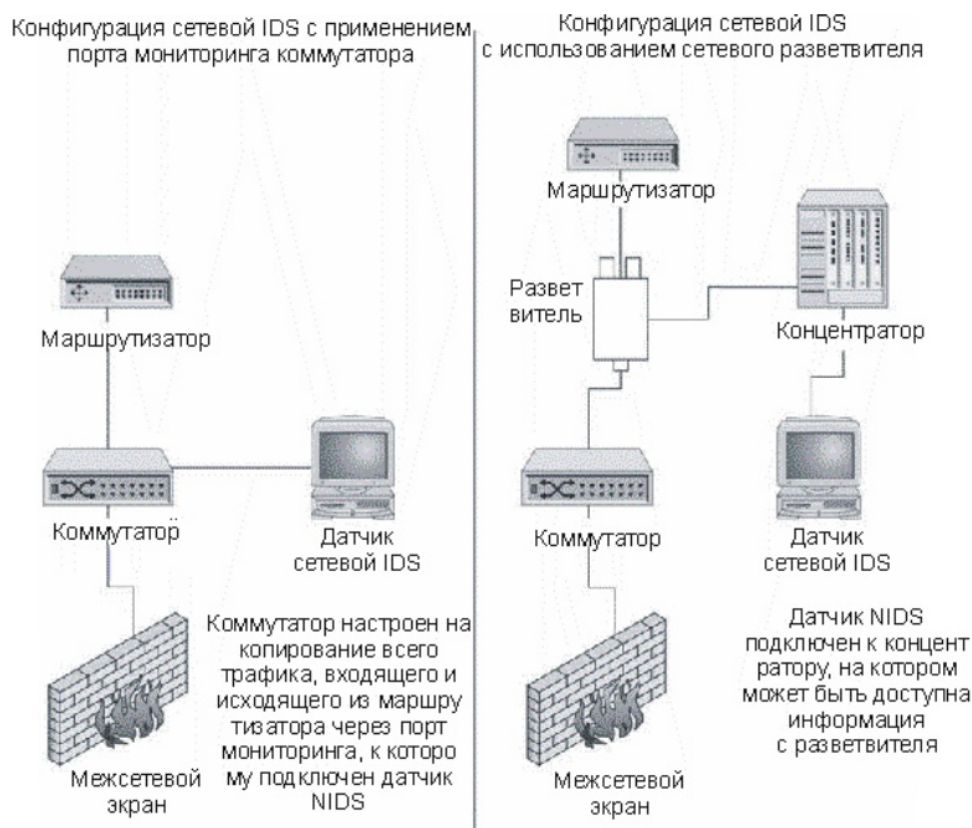 Конфигурация сетевой IDS с применением
порта мониторинга коммутатора
Маршрутизатор
Коммутатор
Датчик
сетевой IDS
Межсетевой
экран
Коммутатор настроен на
копирование всего
трафика, входящего и
исходящего из маршру
тизатора через порт
мониторинга, к которо
му подключен датчик
NIDS
Конфигурация сетевой IDS
с использованием сетевого разветвителя
Маршрутизатор
Развет
витель
Концентратор
Коммутатор
Датчик
сетевой IDS
Межсетевой
экран
Датчик NIDS
подключен к концент
ратору, на котором
может быть доступна
информация
с разветвителя